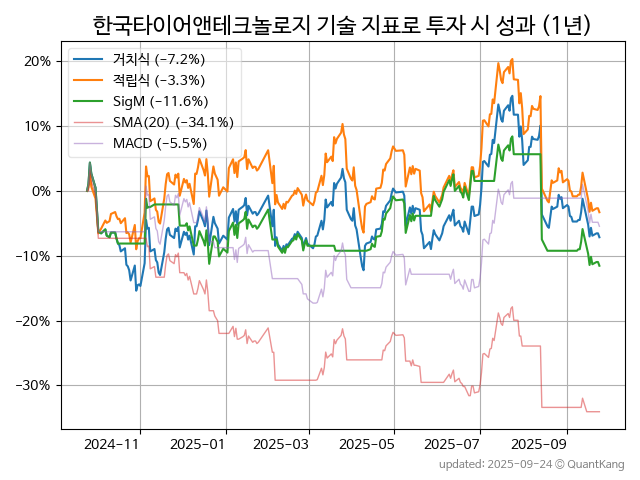 한국타이어앤테크놀로지 기술 지표로 투자 시 성과 (1년)
거치식 (−7.2%)
적립식 (−3.3%)
SigM (−11.6%)
SMA(20) (−34.1%)
MACD (−5.5%)
20%
10%
0%
−10%
−20%
−30%
2024-11 2025-01 2025-03 2025-05 2025-07 2025-09
updated: 2025-09-24 © QuantKang